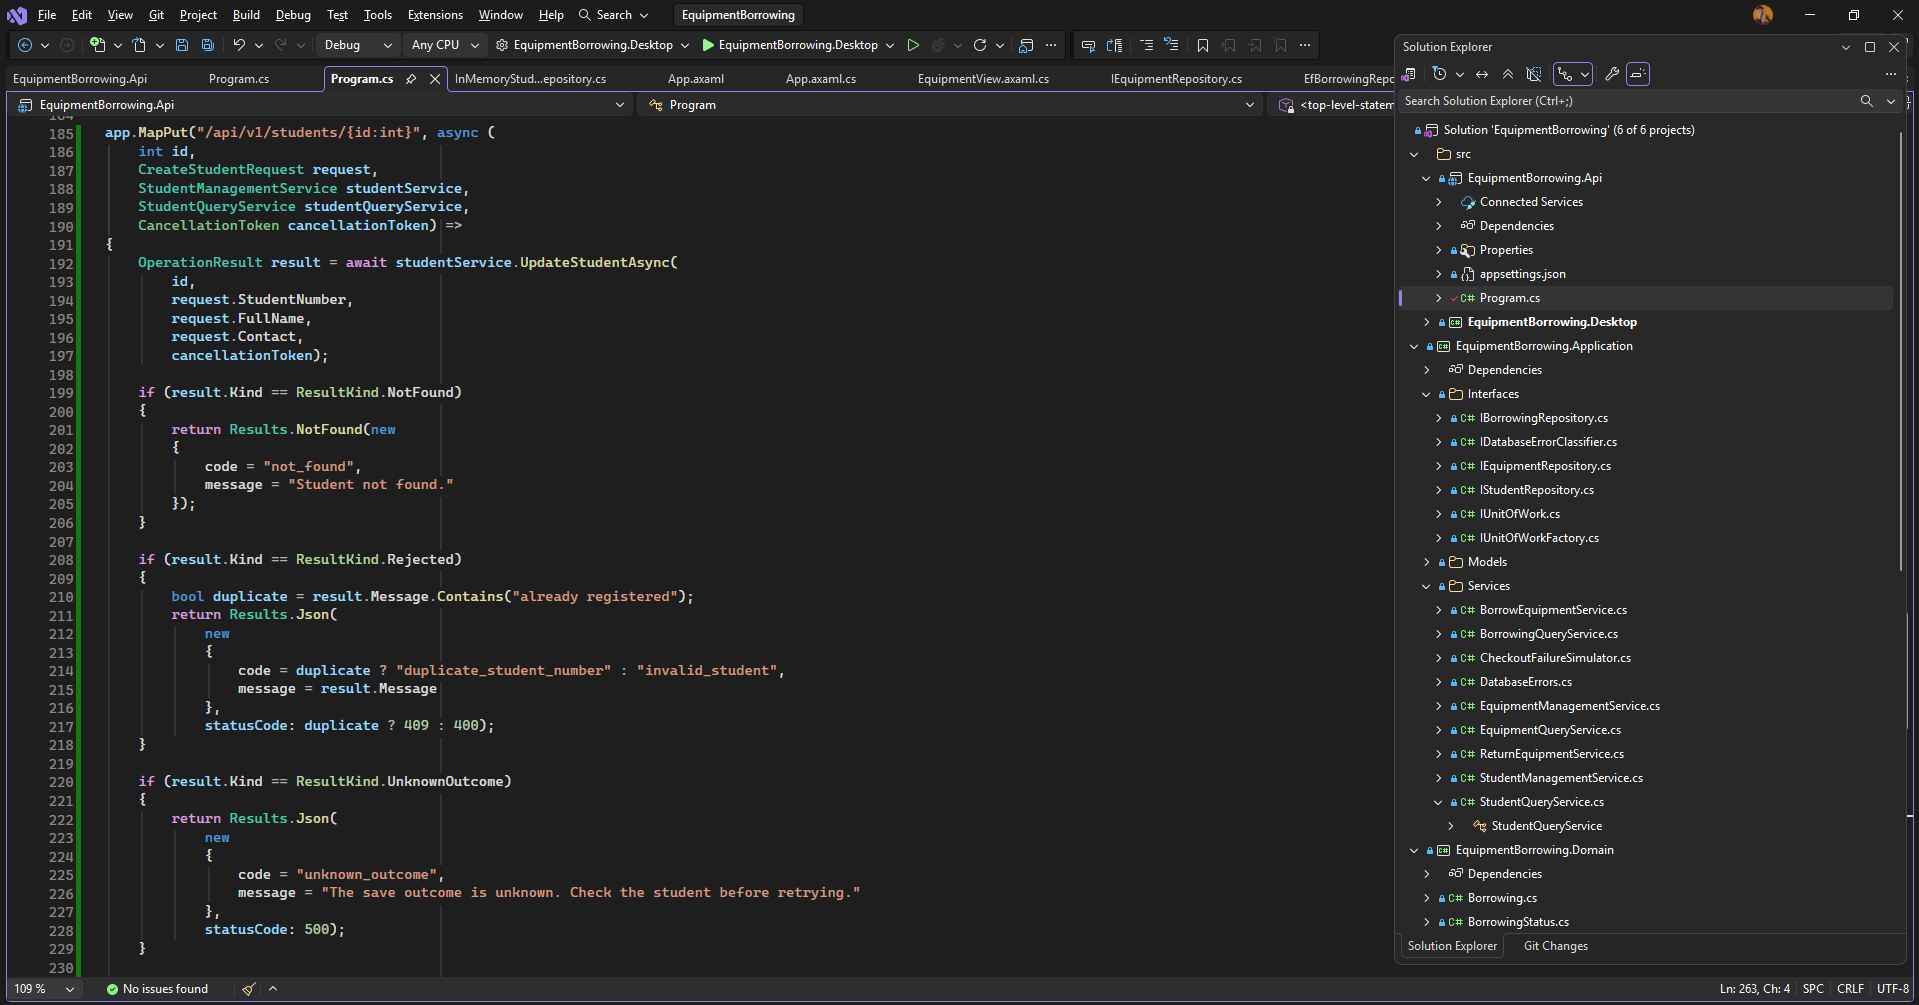 File Edit View Git Project Build Debug Test Tools Extensions Window Help Search EquipmentBorrowing
Debug Any CPU EquipmentBorrowing.Desktop EquipmentBorrowing.Desktop
EquipmentBorrowing.Api Program.cs Program.cs InMemoryStud...epository.cs App.axaml App.axaml.cs EquipmentView.axaml.cs IEquipmentRepository.cs EfBorrowingRepo
EquipmentBorrowing.Api Program <top-level-statem
184
185 app.MapPut("/api/v1/students/{id:int}", async (
186 int id,
187 CreateStudentRequest request,
188 StudentManagementService studentService,
189 StudentQueryService studentQueryService,
190 CancellationToken cancellationToken) =>
191 {
192 OperationResult result = await studentService.UpdateStudentAsync(
193 id,
194 request.StudentNumber,
195 request.FullName,
196 request.Contact,
197 cancellationToken);
198
199 if (result.Kind == ResultKind.NotFound)
200 {
201 return Results.NotFound(new
202 {
203 code = "not_found",
204 message = "Student not found."
205 });
206 }
207
208 if (result.Kind == ResultKind.Rejected)
209 {
210 bool duplicate = result.Message.Contains("already registered");
211 return Results.Json(
212 new
213 {
214 code = duplicate ? "duplicate_student_number" : "invalid_student",
215 message = result.Message
216 },
217 statusCode: duplicate ? 409 : 400);
218 }
219
220 if (result.Kind == ResultKind.UnknownOutcome)
221 {
222 return Results.Json(
223 new
224 {
225 code = "unknown_outcome",
226 message = "The save outcome is unknown. Check the student before retrying."
227 },
228 statusCode: 500);
229 }
230
109 % No issues found Ln: 263, Ch: 4 SPC CRLF UTF-8
Solution Explorer
Search Solution Explorer (Ctrl+;)
Solution 'EquipmentBorrowing' (6 of 6 projects)
src
EquipmentBorrowing.Api
Connected Services
Dependencies
Properties
appsettings.json
C# Program.cs
C# EquipmentBorrowing.Desktop
C# EquipmentBorrowing.Application
Dependencies
Interfaces
C# IBorrowingRepository.cs
C# IDatabaseErrorClassifier.cs
C# IEquipmentRepository.cs
C# IStudentRepository.cs
C# IUnitOfWork.cs
C# IUnitOfWorkFactory.cs
Models
Services
C# BorrowEquipmentService.cs
C# BorrowingQueryService.cs
C# CheckoutFailureSimulator.cs
C# DatabaseErrors.cs
C# EquipmentManagementService.cs
C# EquipmentQueryService.cs
C# ReturnEquipmentService.cs
C# StudentManagementService.cs
C# StudentQueryService.cs
StudentQueryService
C# EquipmentBorrowing.Domain
Dependencies
C# Borrowing.cs
C# BorrowingStatus.cs
Solution Explorer Git Changes